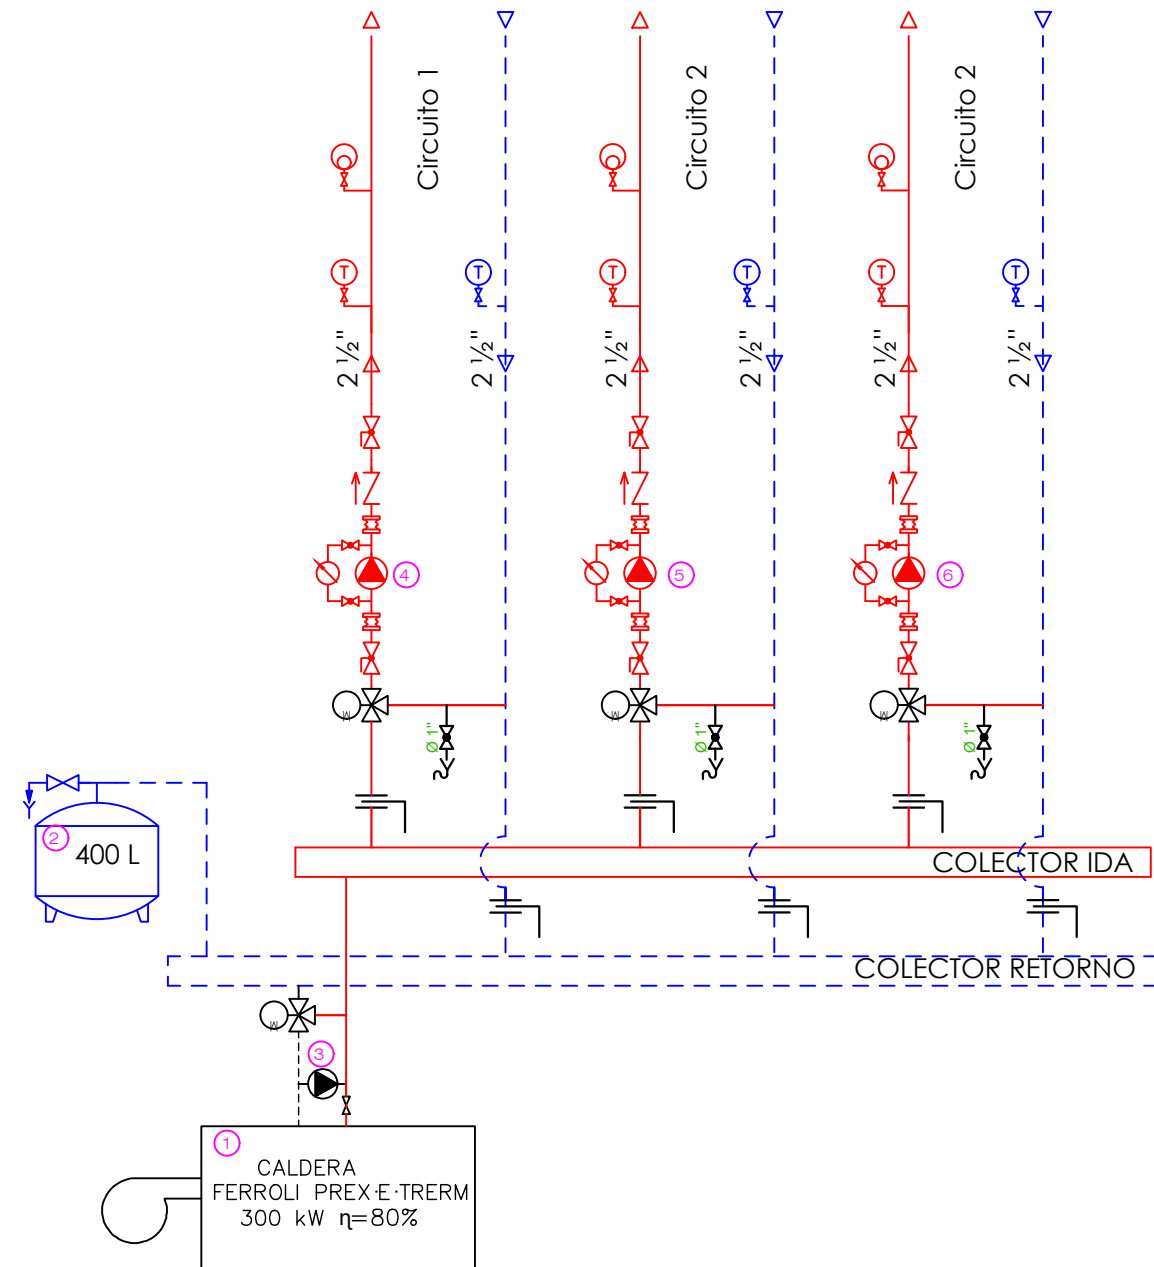 Circuito 1
Circuito 2
Circuito 2
T
T
T
T
T
T
2 ½"
2 ½"
2 ½"
2 ½"
2 ½"
2 ½"
4
5
6
M
M
M
Ø 1"
Ø 1"
Ø 1"
2
400 L
COLECTOR IDA
COLECTOR RETORNO
M
3
1
CALDERA
FERROLI PREX·E·TRERM
300 kW η=80%